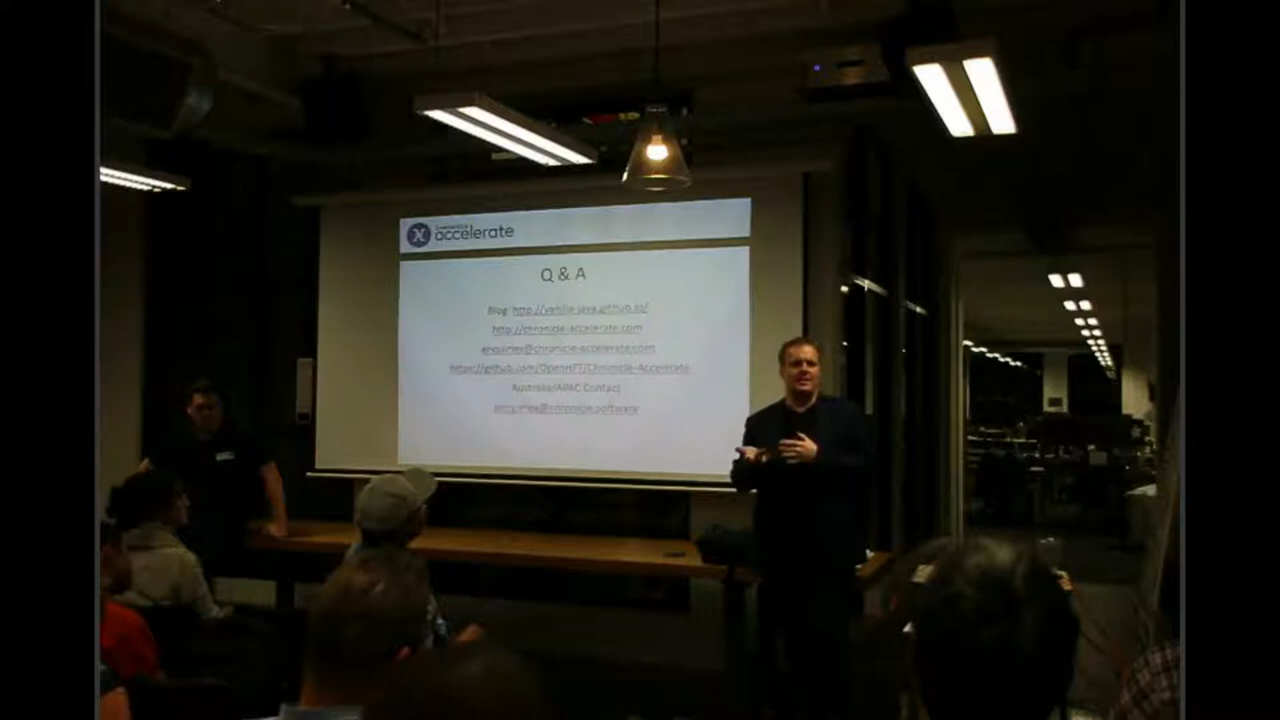 CHRONICLE
accelerate
Q & A
Blog: http://vanilla-java.github.io/
http://chronicle-accelerate.com
enquiries@chronicle-accelerate.com
https://github.com/OpenHFT/Chronicle-Accelerate
Australia/APAC Contact